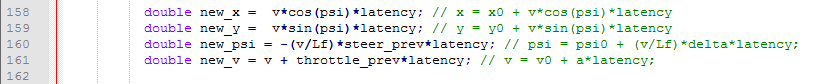 158 double new_x = v*cos(psi)*latency; // x = x0 + v*cos(psi)*latency
159 double new_y = v*sin(psi)*latency; // y = y0 + v*sin(psi)*latency
160 double new_psi = -(v/Lf)*steer_prev*latency; // psi = psi0 + (v/Lf)*delta*latency;
161 double new_v = v + throttle_prev*latency; // v = v0 + a*latency;
162